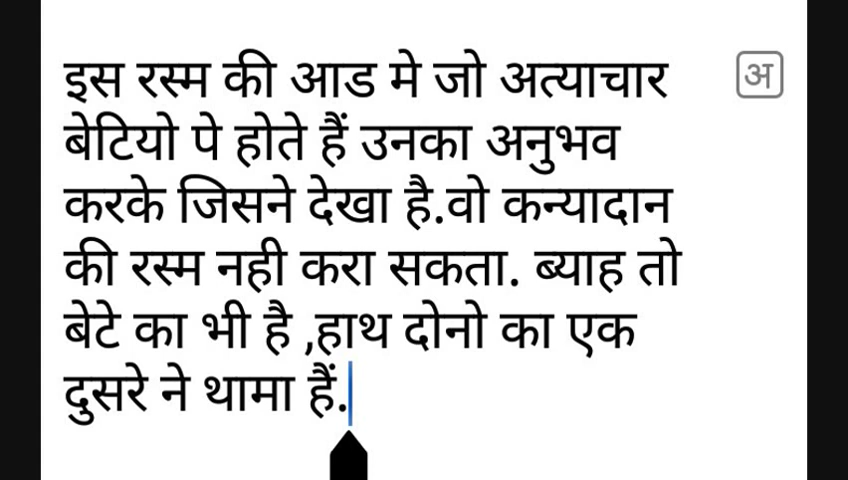 इस रस्म की आड मे जो अत्याचार
अ
बेटियो पे होते हैं उनका अनुभव
करके जिसने देखा है.वो कन्यादान
की रस्म नही करा सकता. ब्याह तो
बेटे का भी है ,हाथ दोनो का एक
दुसरे ने थामा हैं.